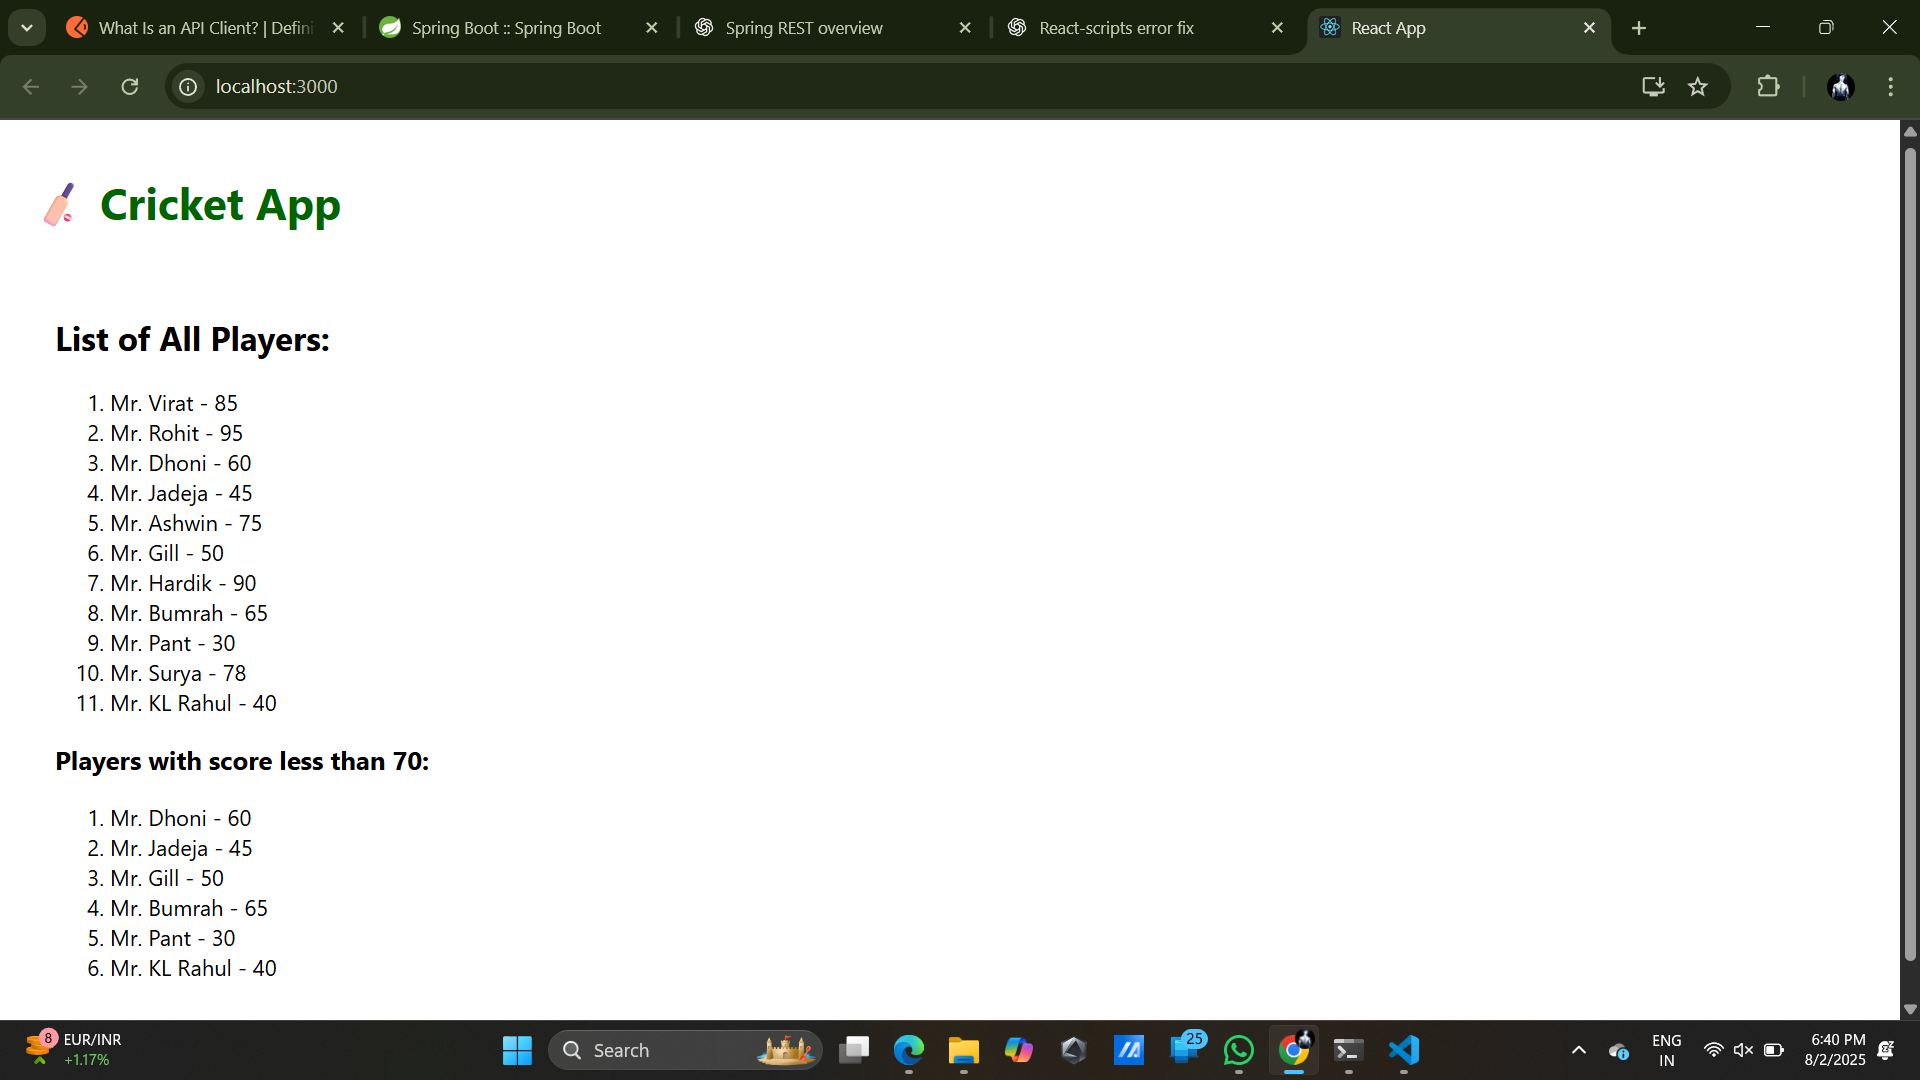 What Is an API Client? | Defini
Spring Boot :: Spring Boot
Spring REST overview
React-scripts error fix
React App
localhost:3000
Cricket App
List of All Players:
1. Mr. Virat - 85
2. Mr. Rohit - 95
3. Mr. Dhoni - 60
4. Mr. Jadeja - 45
5. Mr. Ashwin - 75
6. Mr. Gill - 50
7. Mr. Hardik - 90
8. Mr. Bumrah - 65
9. Mr. Pant - 30
10. Mr. Surya - 78
11. Mr. KL Rahul - 40
Players with score less than 70:
1. Mr. Dhoni - 60
2. Mr. Jadeja - 45
3. Mr. Gill - 50
4. Mr. Bumrah - 65
5. Mr. Pant - 30
6. Mr. KL Rahul - 40
8
EUR/INR
+1.17%
Search
25
ENG
IN
6:40 PM
8/2/2025